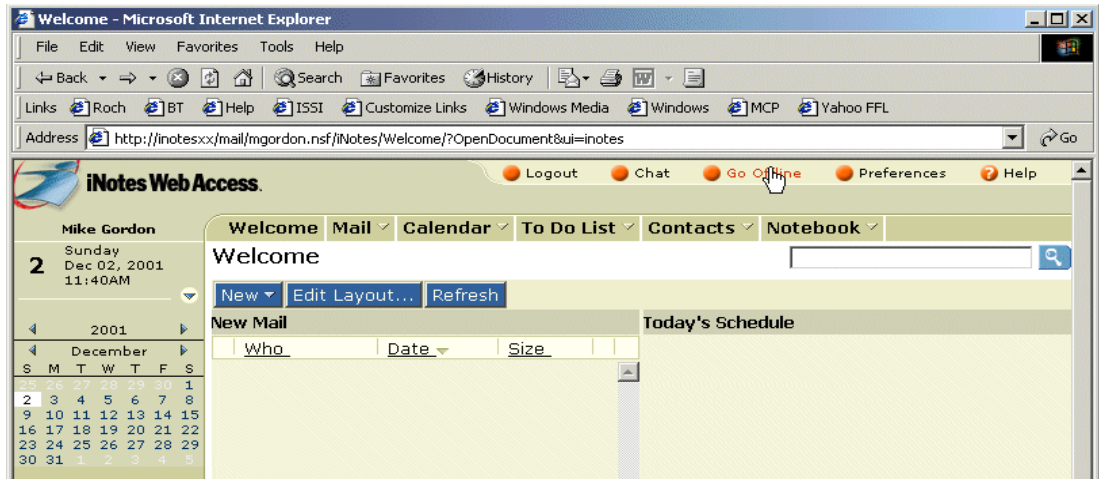 Welcome - Microsoft Internet Explorer
File Edit View Favorites Tools Help
Back Search Favorites History
Links Roch BT Help ISSI Customize Links Windows Media Windows MCP Yahoo FFL
Address http://inotesxx/mail/mgordon.nsf/iNotes/Welcome/?OpenDocument&ui=inotes Go
iNotes Web Access. Logout Chat Go Offline Preferences Help
Mike Gordon Welcome Mail Calendar To Do List Contacts Notebook
2 Sunday
Dec 02, 2001
11:40AM
Welcome
New Edit Layout... Refresh
2001
December
S M T W T F S
25 26 27 28 29 30 1
2 3 4 5 6 7 8
9 10 11 12 13 14 15
16 17 18 19 20 21 22
23 24 25 26 27 28 29
30 31 1 2 3 4 5
New Mail Today's Schedule
Who Date Size